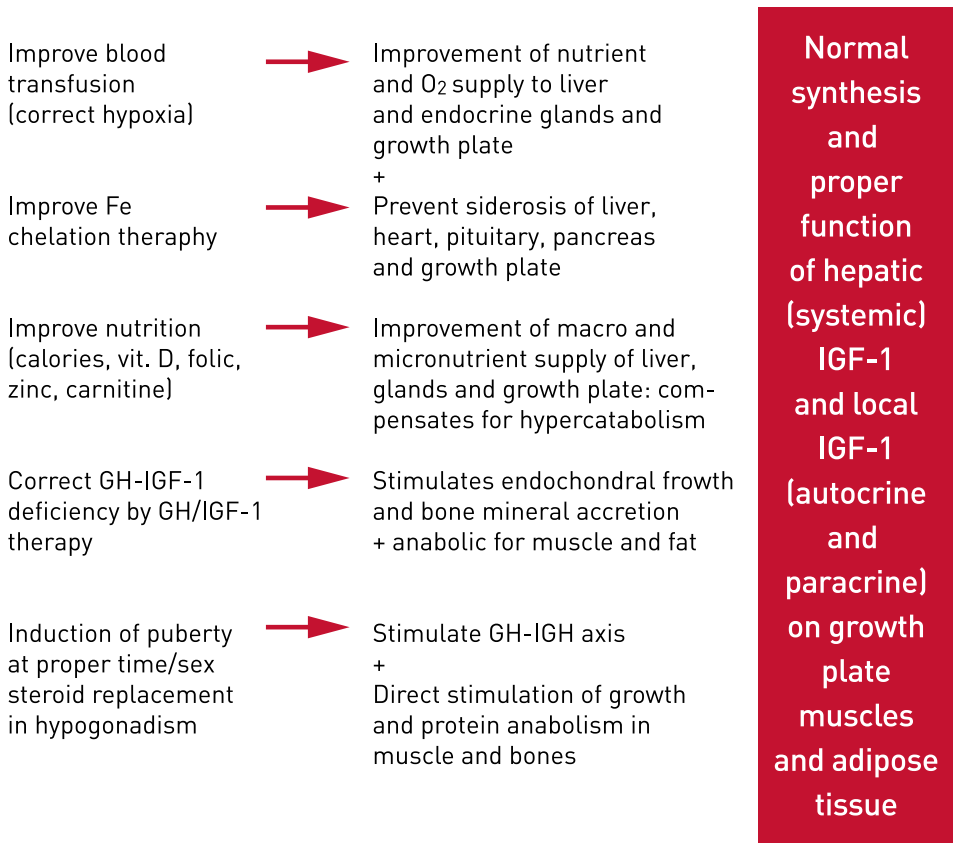 Improve blood
transfusion
(correct hypoxia)
Improvement of nutrient
and O2 supply to liver
and endocrine glands and
growth plate
+
Improve Fe
chelation theraphy
Prevent siderosis of liver,
heart, pituitary, pancreas
and growth plate
Improve nutrition
(calories, vit. D, folic,
zinc, carnitine)
Improvement of macro and
micronutrient supply of liver,
glands and growth plate: com-
pensates for hypercatabolism
Correct GH-IGF-1
deficiency by GH/IGF-1
therapy
Stimulates endochondral frowth
and bone mineral accretion
+ anabolic for muscle and fat
Induction of puberty
at proper time/sex
steroid replacement
in hypogonadism
Stimulate GH-IGH axis
+
Direct stimulation of growth
and protein anabolism in
muscle and bones
Normal
synthesis
and
proper
function
of hepatic
(systemic)
IGF-1
and local
IGF-1
(autocrine
and
paracrine)
on growth
plate
muscles
and adipose
tissue